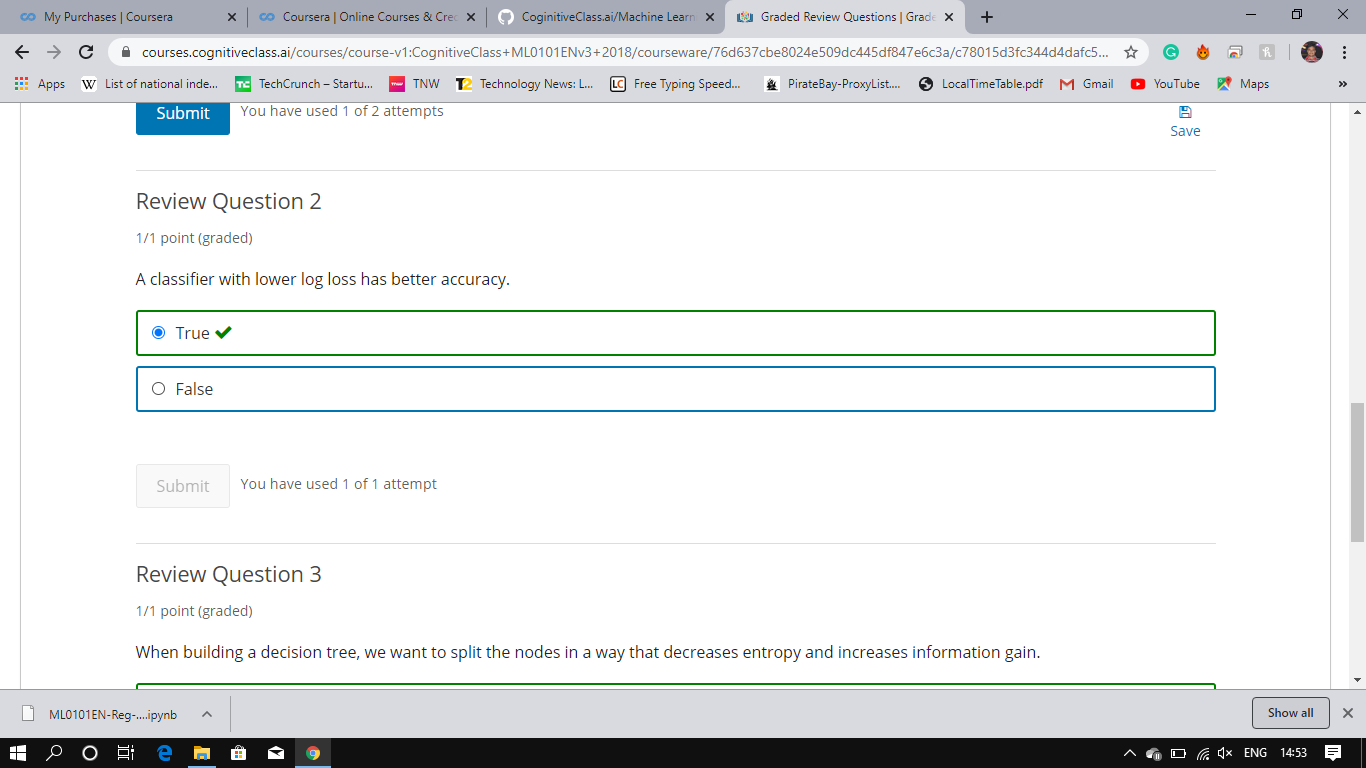 My Purchases | Coursera
Coursera | Online Courses & Cred
CoginitiveClass.ai/Machine Learn
Graded Review Questions | Grade
courses.cognitiveclass.ai/courses/course-v1:CognitiveClass+ML0101ENv3+2018/courseware/76d637cbe8024e509dc445df847e6c3a/c78015d3fc344d4dafc5...
Apps
List of national inde...
TechCrunch – Startu...
TNW
Technology News: L...
Free Typing Speed...
PirateBay-ProxyList....
LocalTimeTable.pdf
Gmail
YouTube
Maps
Submit
You have used 1 of 2 attempts
Save
Review Question 2
1/1 point (graded)
A classifier with lower log loss has better accuracy.
True
False
Submit
You have used 1 of 1 attempt
Review Question 3
1/1 point (graded)
When building a decision tree, we want to split the nodes in a way that decreases entropy and increases information gain.
ML0101EN-Reg-....ipynb
Show all
ENG
14:53